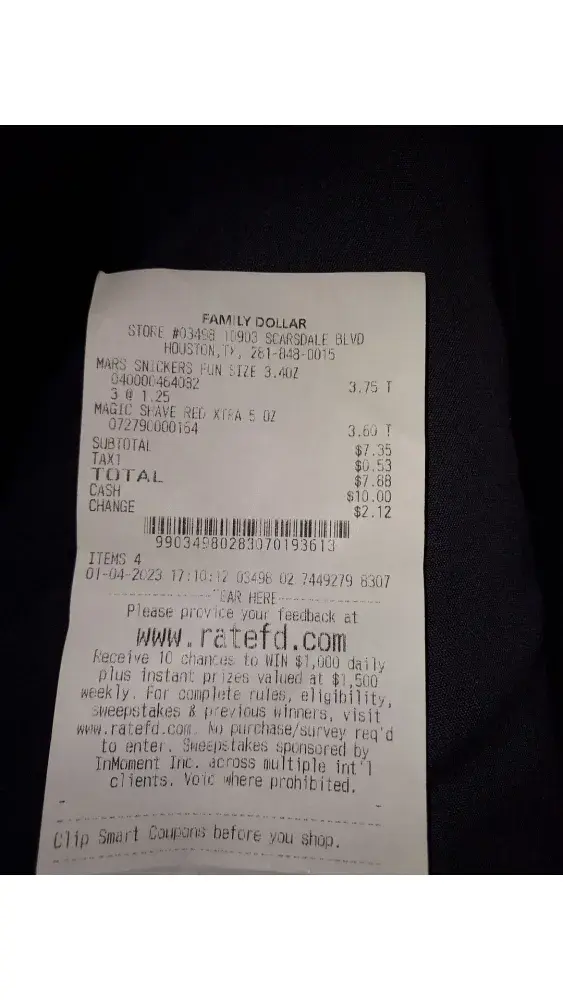 FAMILY DOLLAR
STORE #03498 10903 SCARSDALE BLVD
HOUSTON,TX, 281-848-0015
MARS SNICKERS FUN SIZE 3.4OZ
040000464082 3.75 T
3 @ 1.25
MAGIC SHAVE RED XTRA 5 OZ
072790000164 3.60 T
SUBTOTAL $7.35
TAX1 $0.53
TOTAL $7.88
CASH $10.00
CHANGE $2.12
99034980283070193613
ITEMS 4
01-04-2023 17:10:12 03498 02 7449279 8307
TEAR HERE
Please provide your feedback at
www.ratefd.com
Receive 10 chances to WIN $1,000 daily
plus instant prizes valued at $1,500
weekly. For complete rules, eligibility,
sweepstakes & previous winners, visit
www.ratefd.com. No purchase/survey req'd
to enter. Sweepstakes sponsored by
InMoment Inc. across multiple int'l
clients. Void where prohibited.
Clip Smart Coupons before you shop.